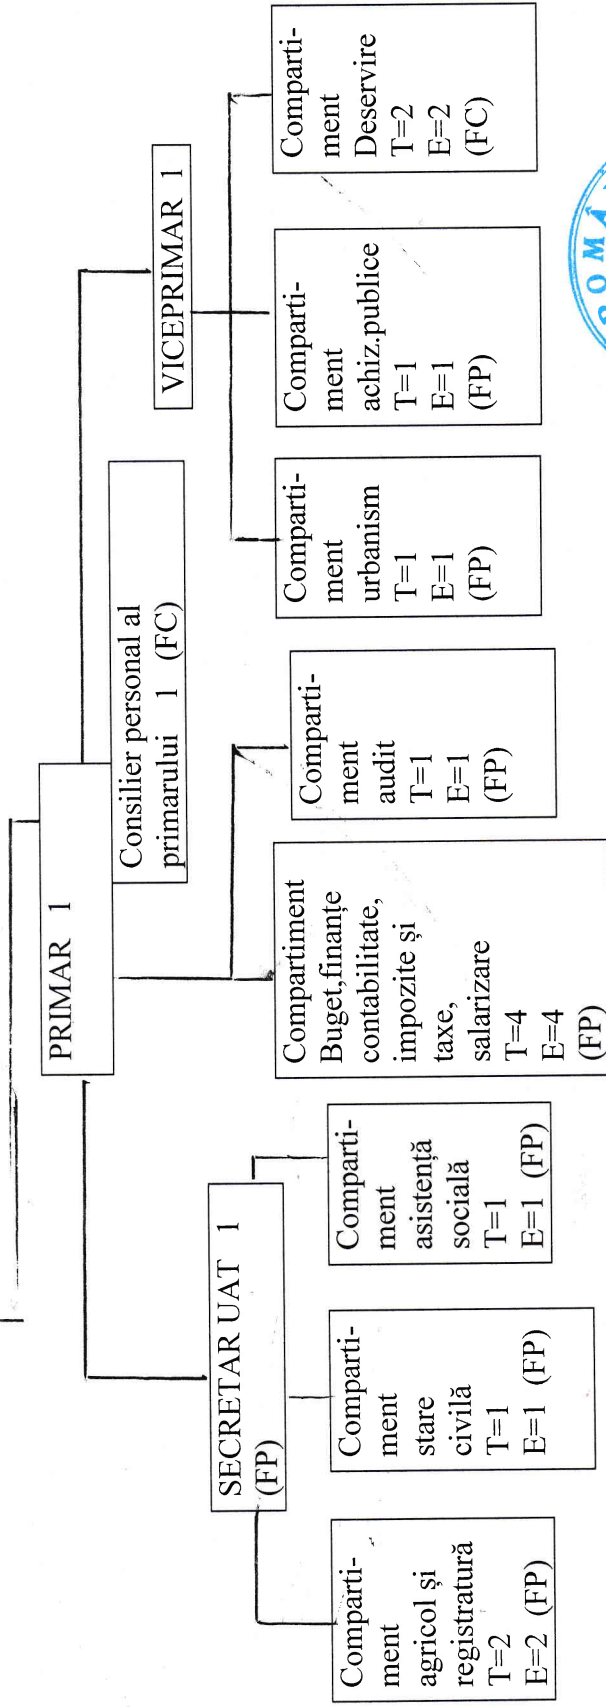 PRIMAR 1
Consilier personal al
primarului 1 (FC)
VICEPRIMAR 1
SECRETAR UAT 1
(FP)
Comparti-
ment
agricol și
registratură
T=2
E=2 (FP)
Comparti-
ment
stare
civilă
T=1
E=1 (FP)
Comparti-
ment
asistență
socială
T=1
E=1 (FP)
Compartiment
Buget,finanțe
contabilitate,
impozite și
taxe,
salarizare
T=4
E=4
(FP)
Comparti-
ment
audit
T=1
E=1
(FP)
Comparti-
ment
urbanism
T=1
E=1
(FP)
Comparti-
ment
achiz.publice
T=1
E=1
(FP)
Comparti-
ment
Deservire
T=2
E=2
(FC)